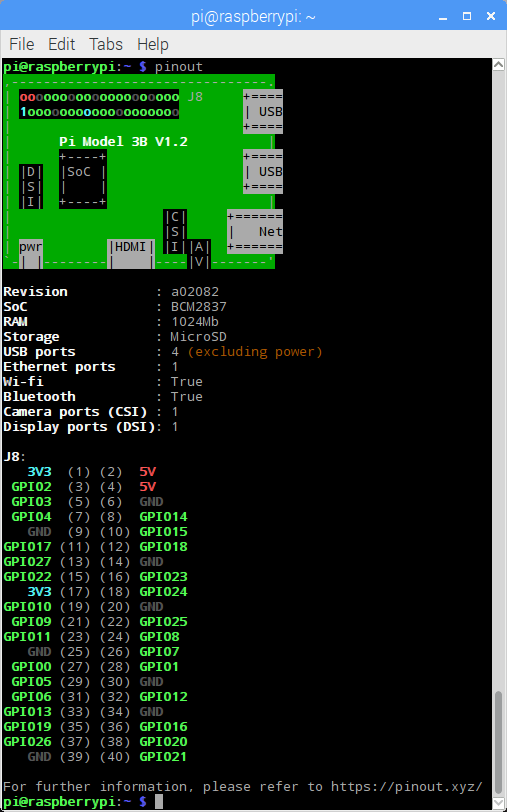 pi@raspberrypi: ~
File Edit Tabs Help
pi@raspberrypi:~ $ pinout
,--------------------------------.
| oooooooooooooooooooo J8     +====
| 1ooooooooooooooooooo        | USB
|                             +====
|      Pi Model 3B V1.2          |
|      +----+                 +====
| |D|  |SoC |                 | USB
| |S|  |    |                 +====
| |I|  +----+                    |
|                   |C|     +======
|                   |S|     |   Net
| pwr        |HDMI| |I||A|  +======
`-| |--------|    |----|V|-------'
Revision           : a02082
SoC                : BCM2837
RAM                : 1024Mb
Storage            : MicroSD
USB ports          : 4 (excluding power)
Ethernet ports     : 1
Wi-fi              : True
Bluetooth          : True
Camera ports (CSI) : 1
Display ports (DSI): 1
J8:
   3V3  (1) (2)  5V
 GPIO2  (3) (4)  5V
 GPIO3  (5) (6)  GND
 GPIO4  (7) (8)  GPIO14
   GND  (9) (10) GPIO15
GPIO17 (11) (12) GPIO18
GPIO27 (13) (14) GND
GPIO22 (15) (16) GPIO23
   3V3 (17) (18) GPIO24
GPIO10 (19) (20) GND
 GPIO9 (21) (22) GPIO25
GPIO11 (23) (24) GPIO8
   GND (25) (26) GPIO7
 GPIO0 (27) (28) GPIO1
 GPIO5 (29) (30) GND
 GPIO6 (31) (32) GPIO12
GPIO13 (33) (34) GND
GPIO19 (35) (36) GPIO16
GPIO26 (37) (38) GPIO20
   GND (39) (40) GPIO21
For further information, please refer to https://pinout.xyz/
pi@raspberrypi:~ $